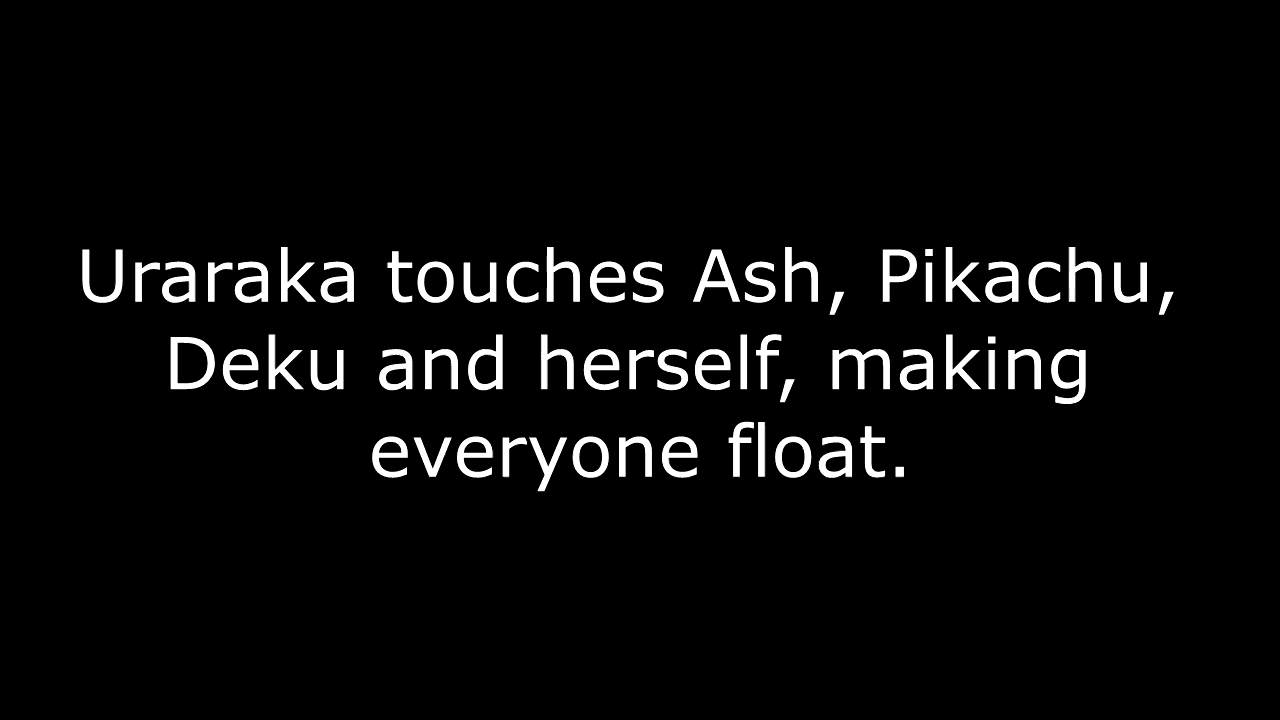 Uraraka touches Ash, Pikachu,
Deku and herself, making
everyone float.